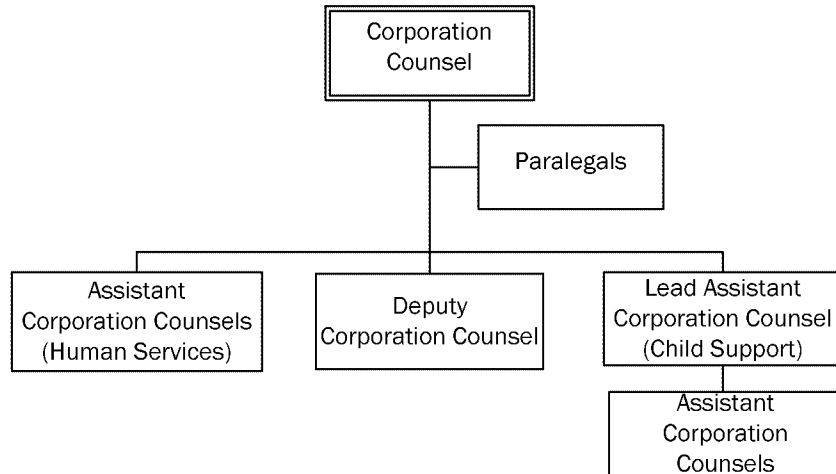 Corporation
Counsel
Paralegals
Assistant
Corporation Counsels
(Human Services)
Deputy
Corporation Counsel
Lead Assistant
Corporation Counsel
(Child Support)
Assistant
Corporation
Counsels